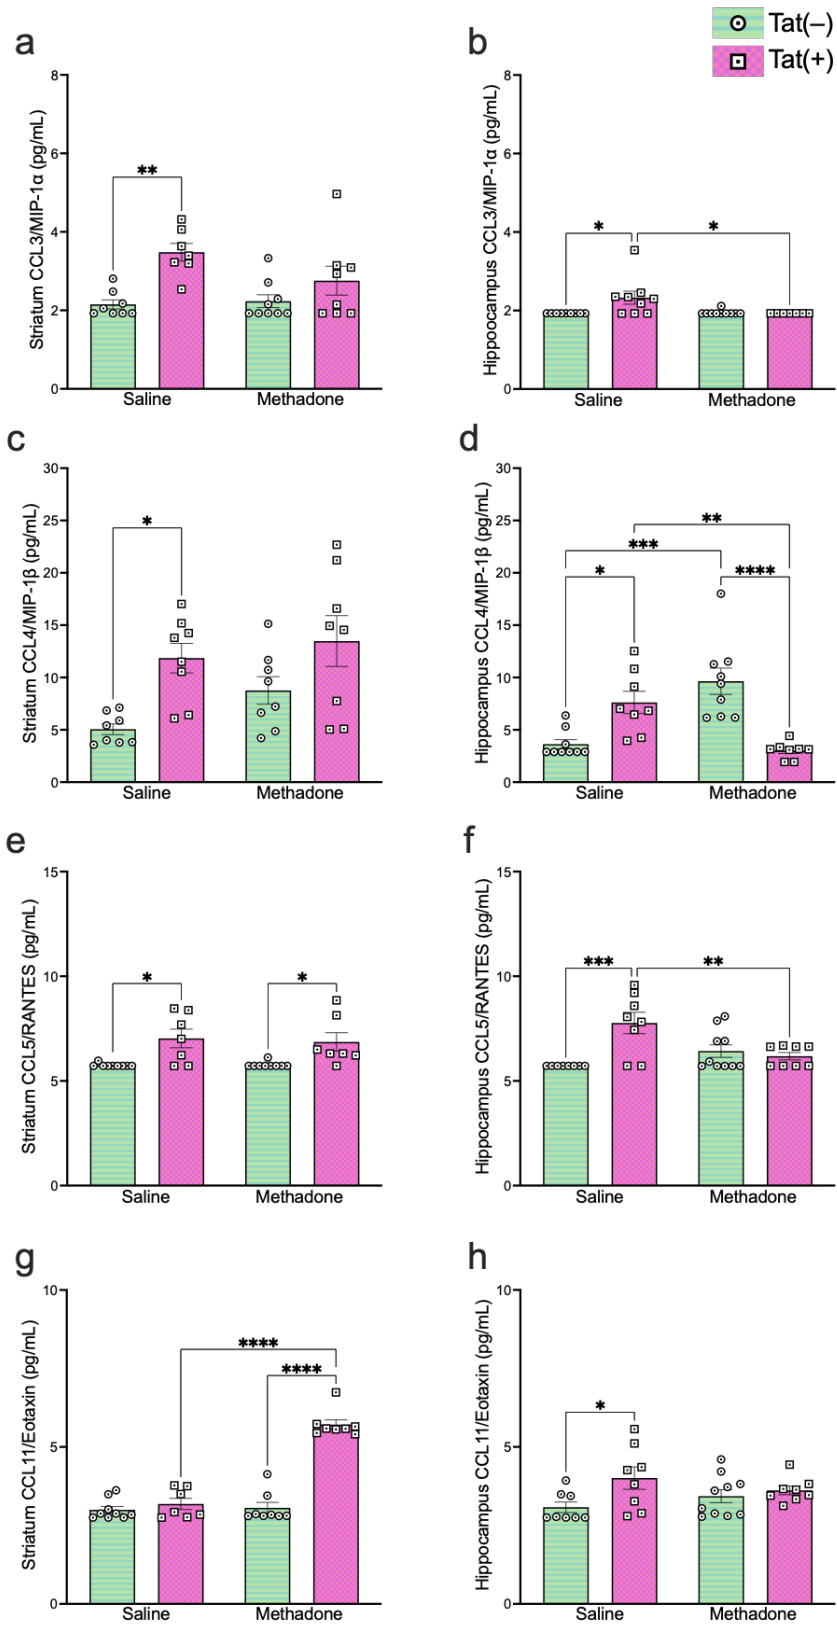 Tat(–)
Tat(+)
a
Striatum CCL3/MIP-1α (pg/mL)
8
6
4
2
0
**
Saline
Methadone
b
Hippoocampus CCL3/MIP-1α (pg/mL)
8
6
4
2
0
*
*
Saline
Methadone
c
Striatum CCL4/MIP-1β (pg/mL)
30
25
20
15
10
5
0
*
Saline
Methadone
d
Hippocampus CCL4/MIP-1β (pg/mL)
30
25
20
15
10
5
0
**
***
*
****
Saline
Methadone
e
Striatum CCL5/RANTES (pg/mL)
15
10
5
0
*
*
Saline
Methadone
f
Hippocampus CCL5/RANTES (pg/mL)
15
10
5
0
***
**
Saline
Methadone
g
Striatum CCL11/Eotaxin (pg/mL)
10
5
0
****
****
Saline
Methadone
h
Hippocampus CCL11/Eotaxin (pg/mL)
10
5
0
*
Saline
Methadone